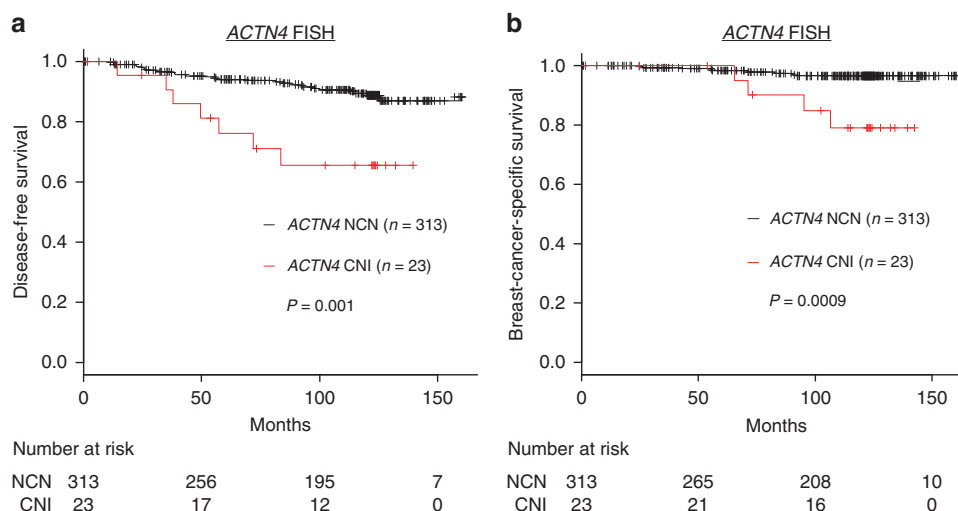 a
ACTN4 FISH
Disease-free survival
1.0
0.8
0.6
0.4
0.2
0.0
ACTN4 NCN (n = 313)
ACTN4 CNI (n = 23)
P = 0.001
0 50 100 150
Months
Number at risk
NCN 313 256 195 7
CNI 23 17 12 0
b
ACTN4 FISH
Breast-cancer-specific survival
1.0
0.8
0.6
0.4
0.2
0.0
ACTN4 NCN (n = 313)
ACTN4 CNI (n = 23)
P = 0.0009
0 50 100 150
Months
Number at risk
NCN 313 265 208 10
CNI 23 21 16 0